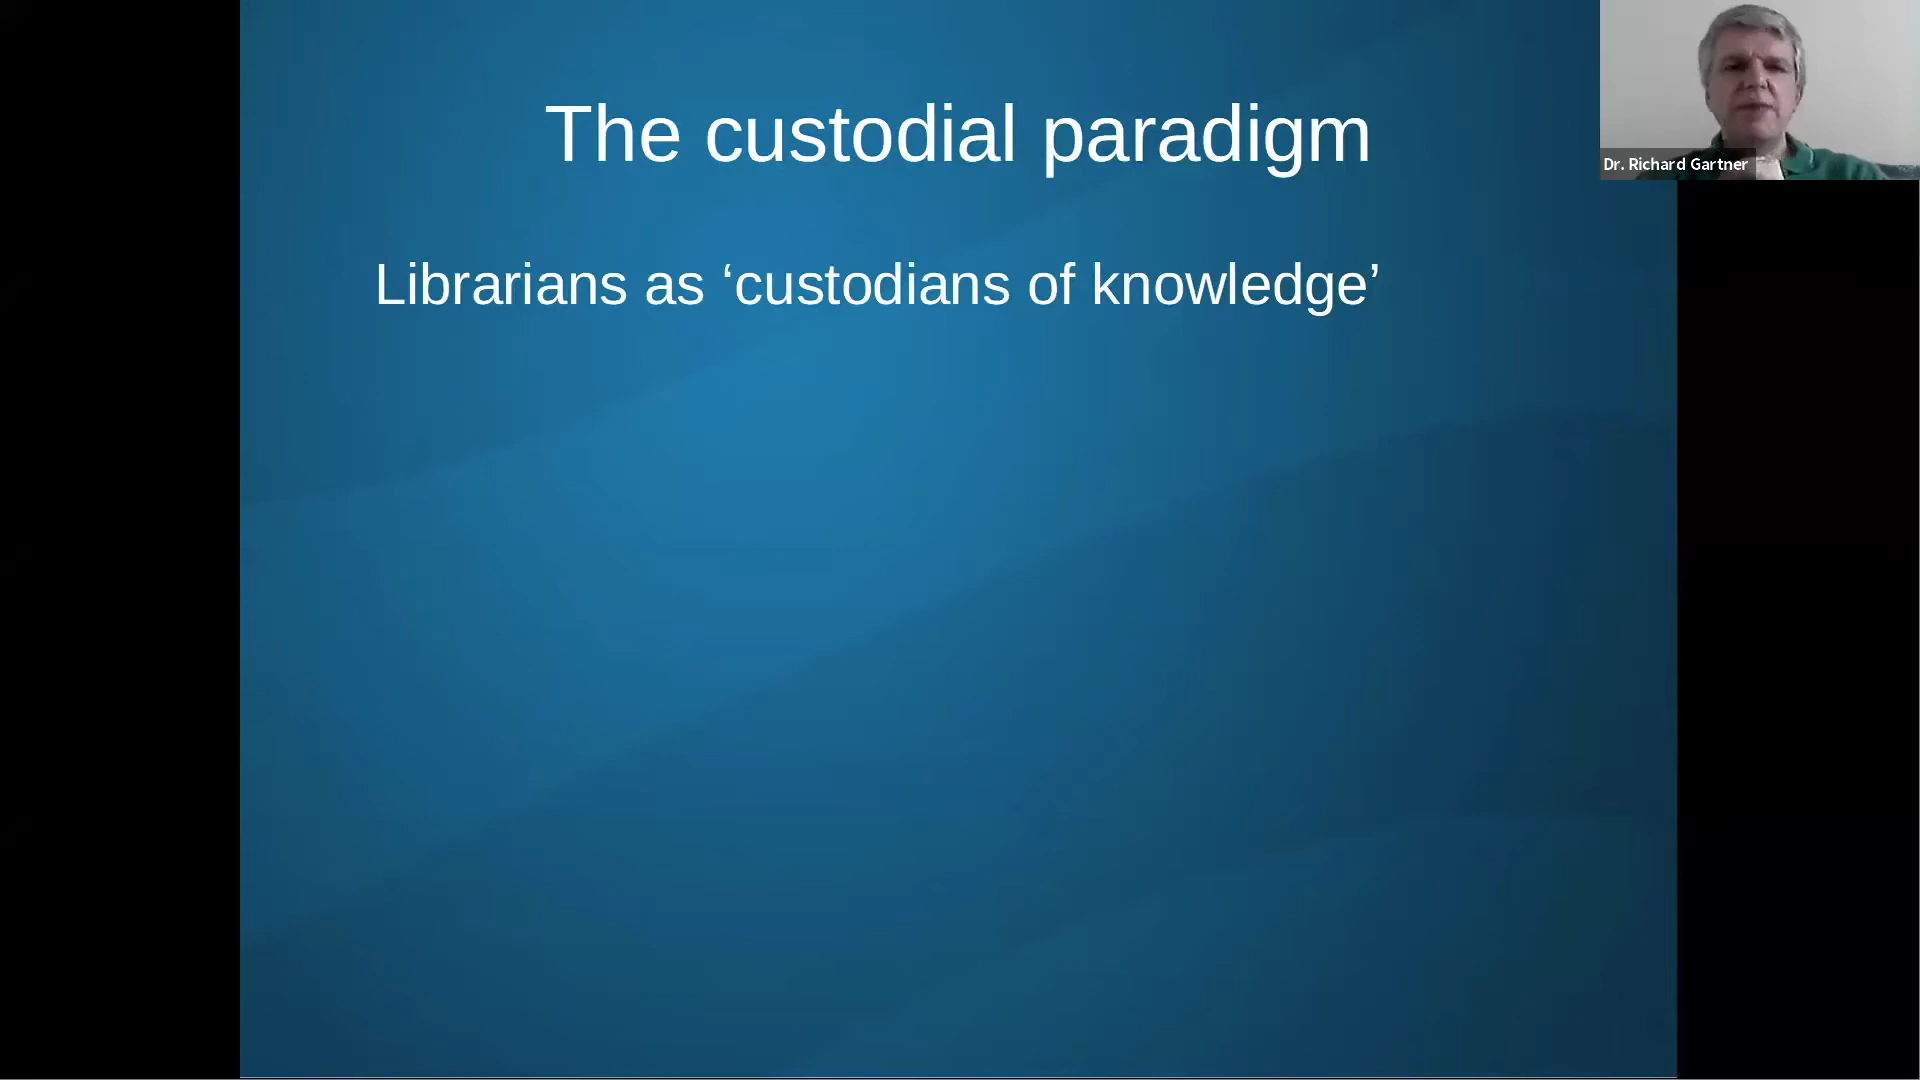 The custodial paradigm
Librarians as ‘custodians of knowledge’
Dr. Richard Gartner